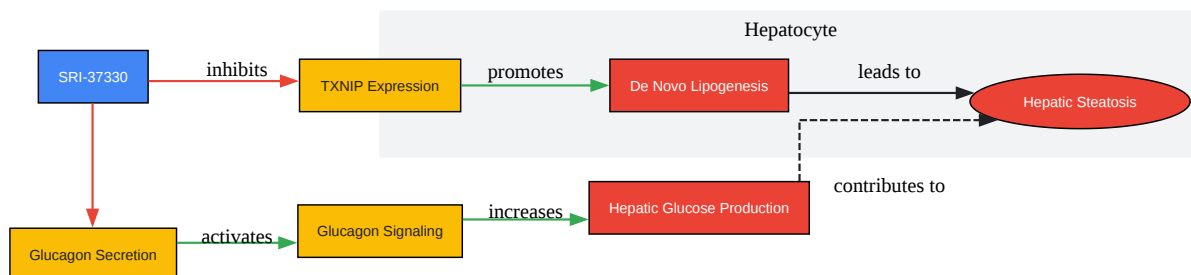 Hepatocyte
SRI-37330
inhibits
TXNIP Expression
promotes
De Novo Lipogenesis
leads to
Hepatic Steatosis
contributes to
Glucagon Secretion
activates
Glucagon Signaling
increases
Hepatic Glucose Production